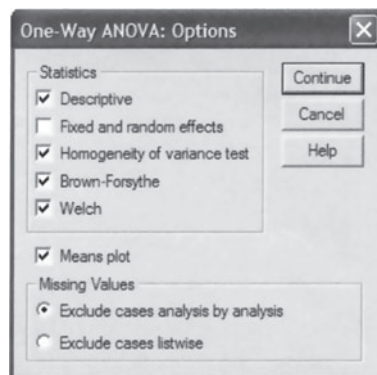 One-Way ANOVA: Options
Statistics
Descriptive
Fixed and random effects
Homogeneity of variance test
Brown-Forsythe
Welch
Means plot
Missing Values
Exclude cases analysis by analysis
Exclude cases listwise
Continue
Cancel
Help